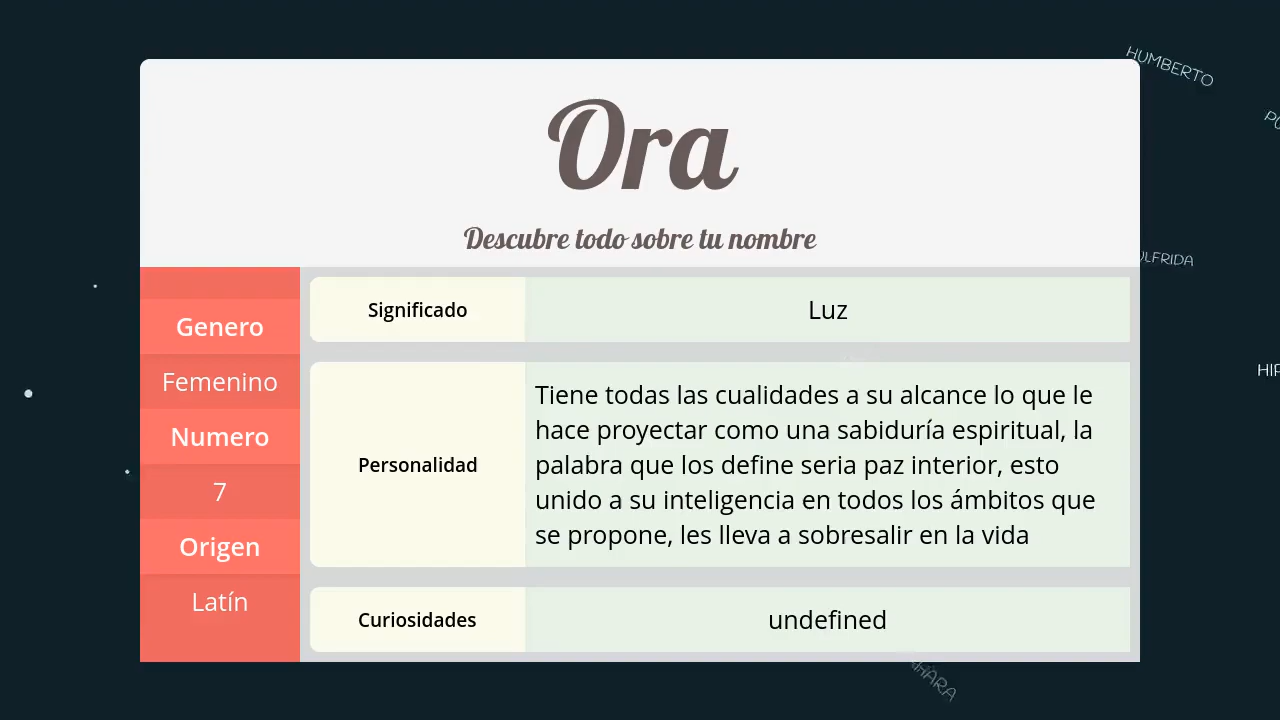 HUMBERTO
Ora
Descubre todo sobre tu nombre
Genero
Femenino
Numero
7
Origen
Latín
Significado
Luz
Personalidad
Tiene todas las cualidades a su alcance lo que le
hace proyectar como una sabiduría espiritual, la
palabra que los define seria paz interior, esto
unido a su inteligencia en todos los ámbitos que
se propone, les lleva a sobresalir en la vida
Curiosidades
undefined